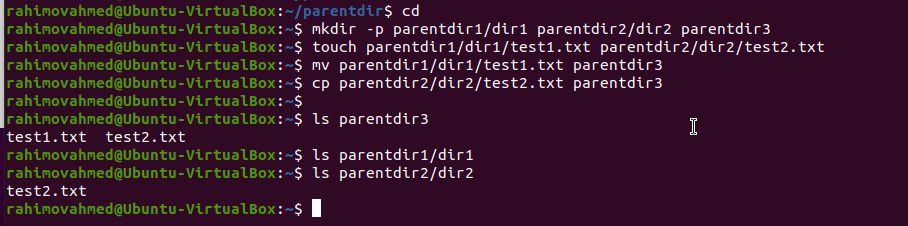 rahimovahmed@Ubuntu-VirtualBox:~/parentdir$ cd
rahimovahmed@Ubuntu-VirtualBox:~$ mkdir -p parentdir1/dir1 parentdir2/dir2 parentdir3
rahimovahmed@Ubuntu-VirtualBox:~$ touch parentdir1/dir1/test1.txt parentdir2/dir2/test2.txt
rahimovahmed@Ubuntu-VirtualBox:~$ mv parentdir1/dir1/test1.txt parentdir3
rahimovahmed@Ubuntu-VirtualBox:~$ cp parentdir2/dir2/test2.txt parentdir3
rahimovahmed@Ubuntu-VirtualBox:~$
rahimovahmed@Ubuntu-VirtualBox:~$ ls parentdir3
test1.txt  test2.txt
rahimovahmed@Ubuntu-VirtualBox:~$ ls parentdir1/dir1
rahimovahmed@Ubuntu-VirtualBox:~$ ls parentdir2/dir2
test2.txt
rahimovahmed@Ubuntu-VirtualBox:~$